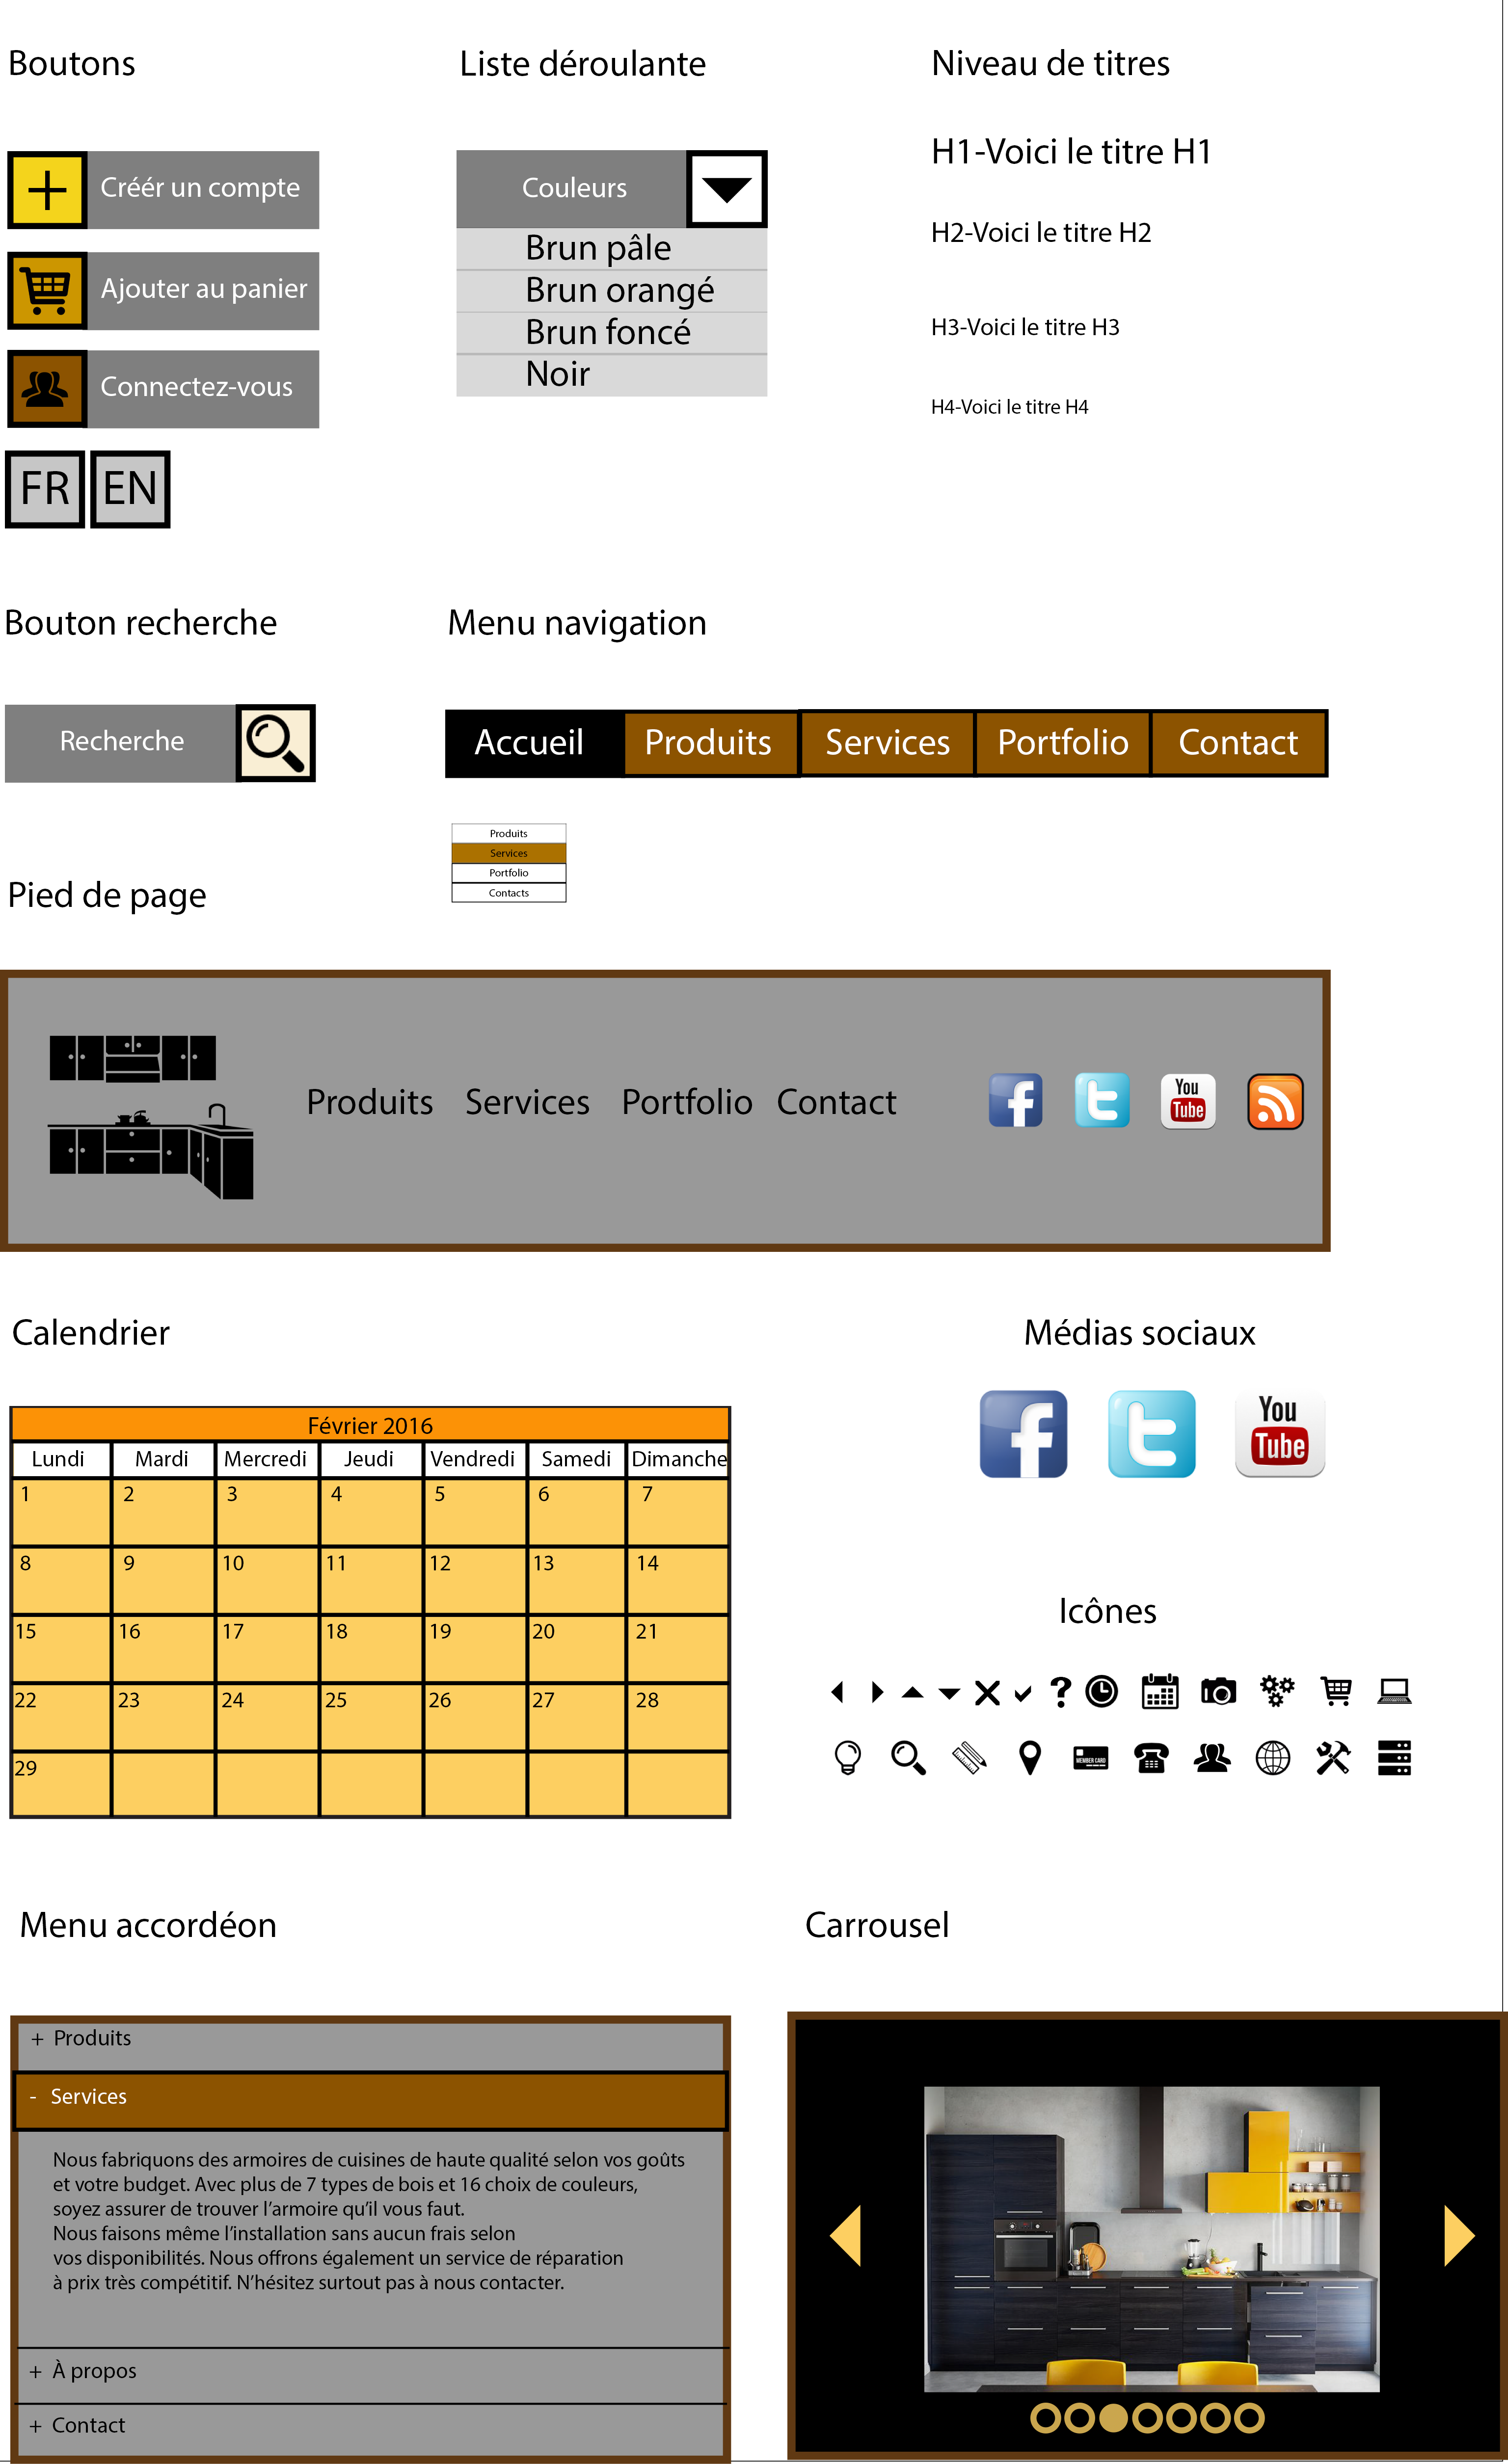 Boutons
Créér un compte
Ajouter au panier
Connectez-vous
FR EN
Liste déroulante
Couleurs
Brun pâle
Brun orangé
Brun foncé
Noir
Niveau de titres
H1-Voici le titre H1
H2-Voici le titre H2
H3-Voici le titre H3
H4-Voici le titre H4
Bouton recherche
Recherche
Menu navigation
Accueil Produits Services Portfolio Contact
Produits
Services
Portfolio
Contacts
Pied de page
Produits Services Portfolio Contact
f t You
Tube
Calendrier
Février 2016
Lundi Mardi Mercredi Jeudi Vendredi Samedi Dimanche
1 2 3 4 5 6 7
8 9 10 11 12 13 14
15 16 17 18 19 20 21
22 23 24 25 26 27 28
29
Médias sociaux
f t You
Tube
Icônes
?
MEMBER CARD
Menu accordéon
+ Produits
- Services
Nous fabriquons des armoires de cuisines de haute qualité selon vos goûts
et votre budget. Avec plus de 7 types de bois et 16 choix de couleurs,
soyez assurer de trouver l’armoire qu’il vous faut.
Nous faisons même l’installation sans aucun frais selon
vos disponibilités. Nous offrons également un service de réparation
à prix très compétitif. N’hésitez surtout pas à nous contacter.
+ À propos
+ Contact
Carrousel